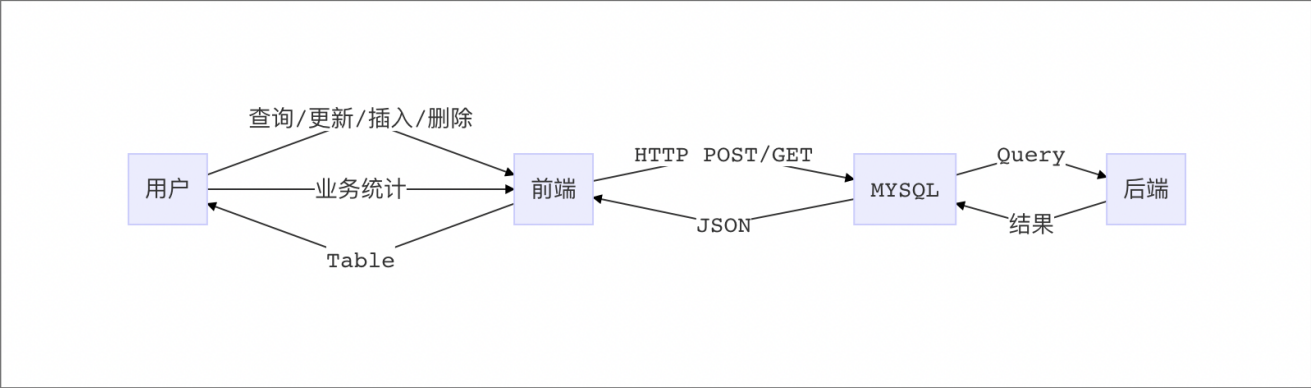 查询/更新/插入/删除
用户
业务统计
Table
前端
HTTP POST/GET
JSON
MYSQL
Query
结果
后端